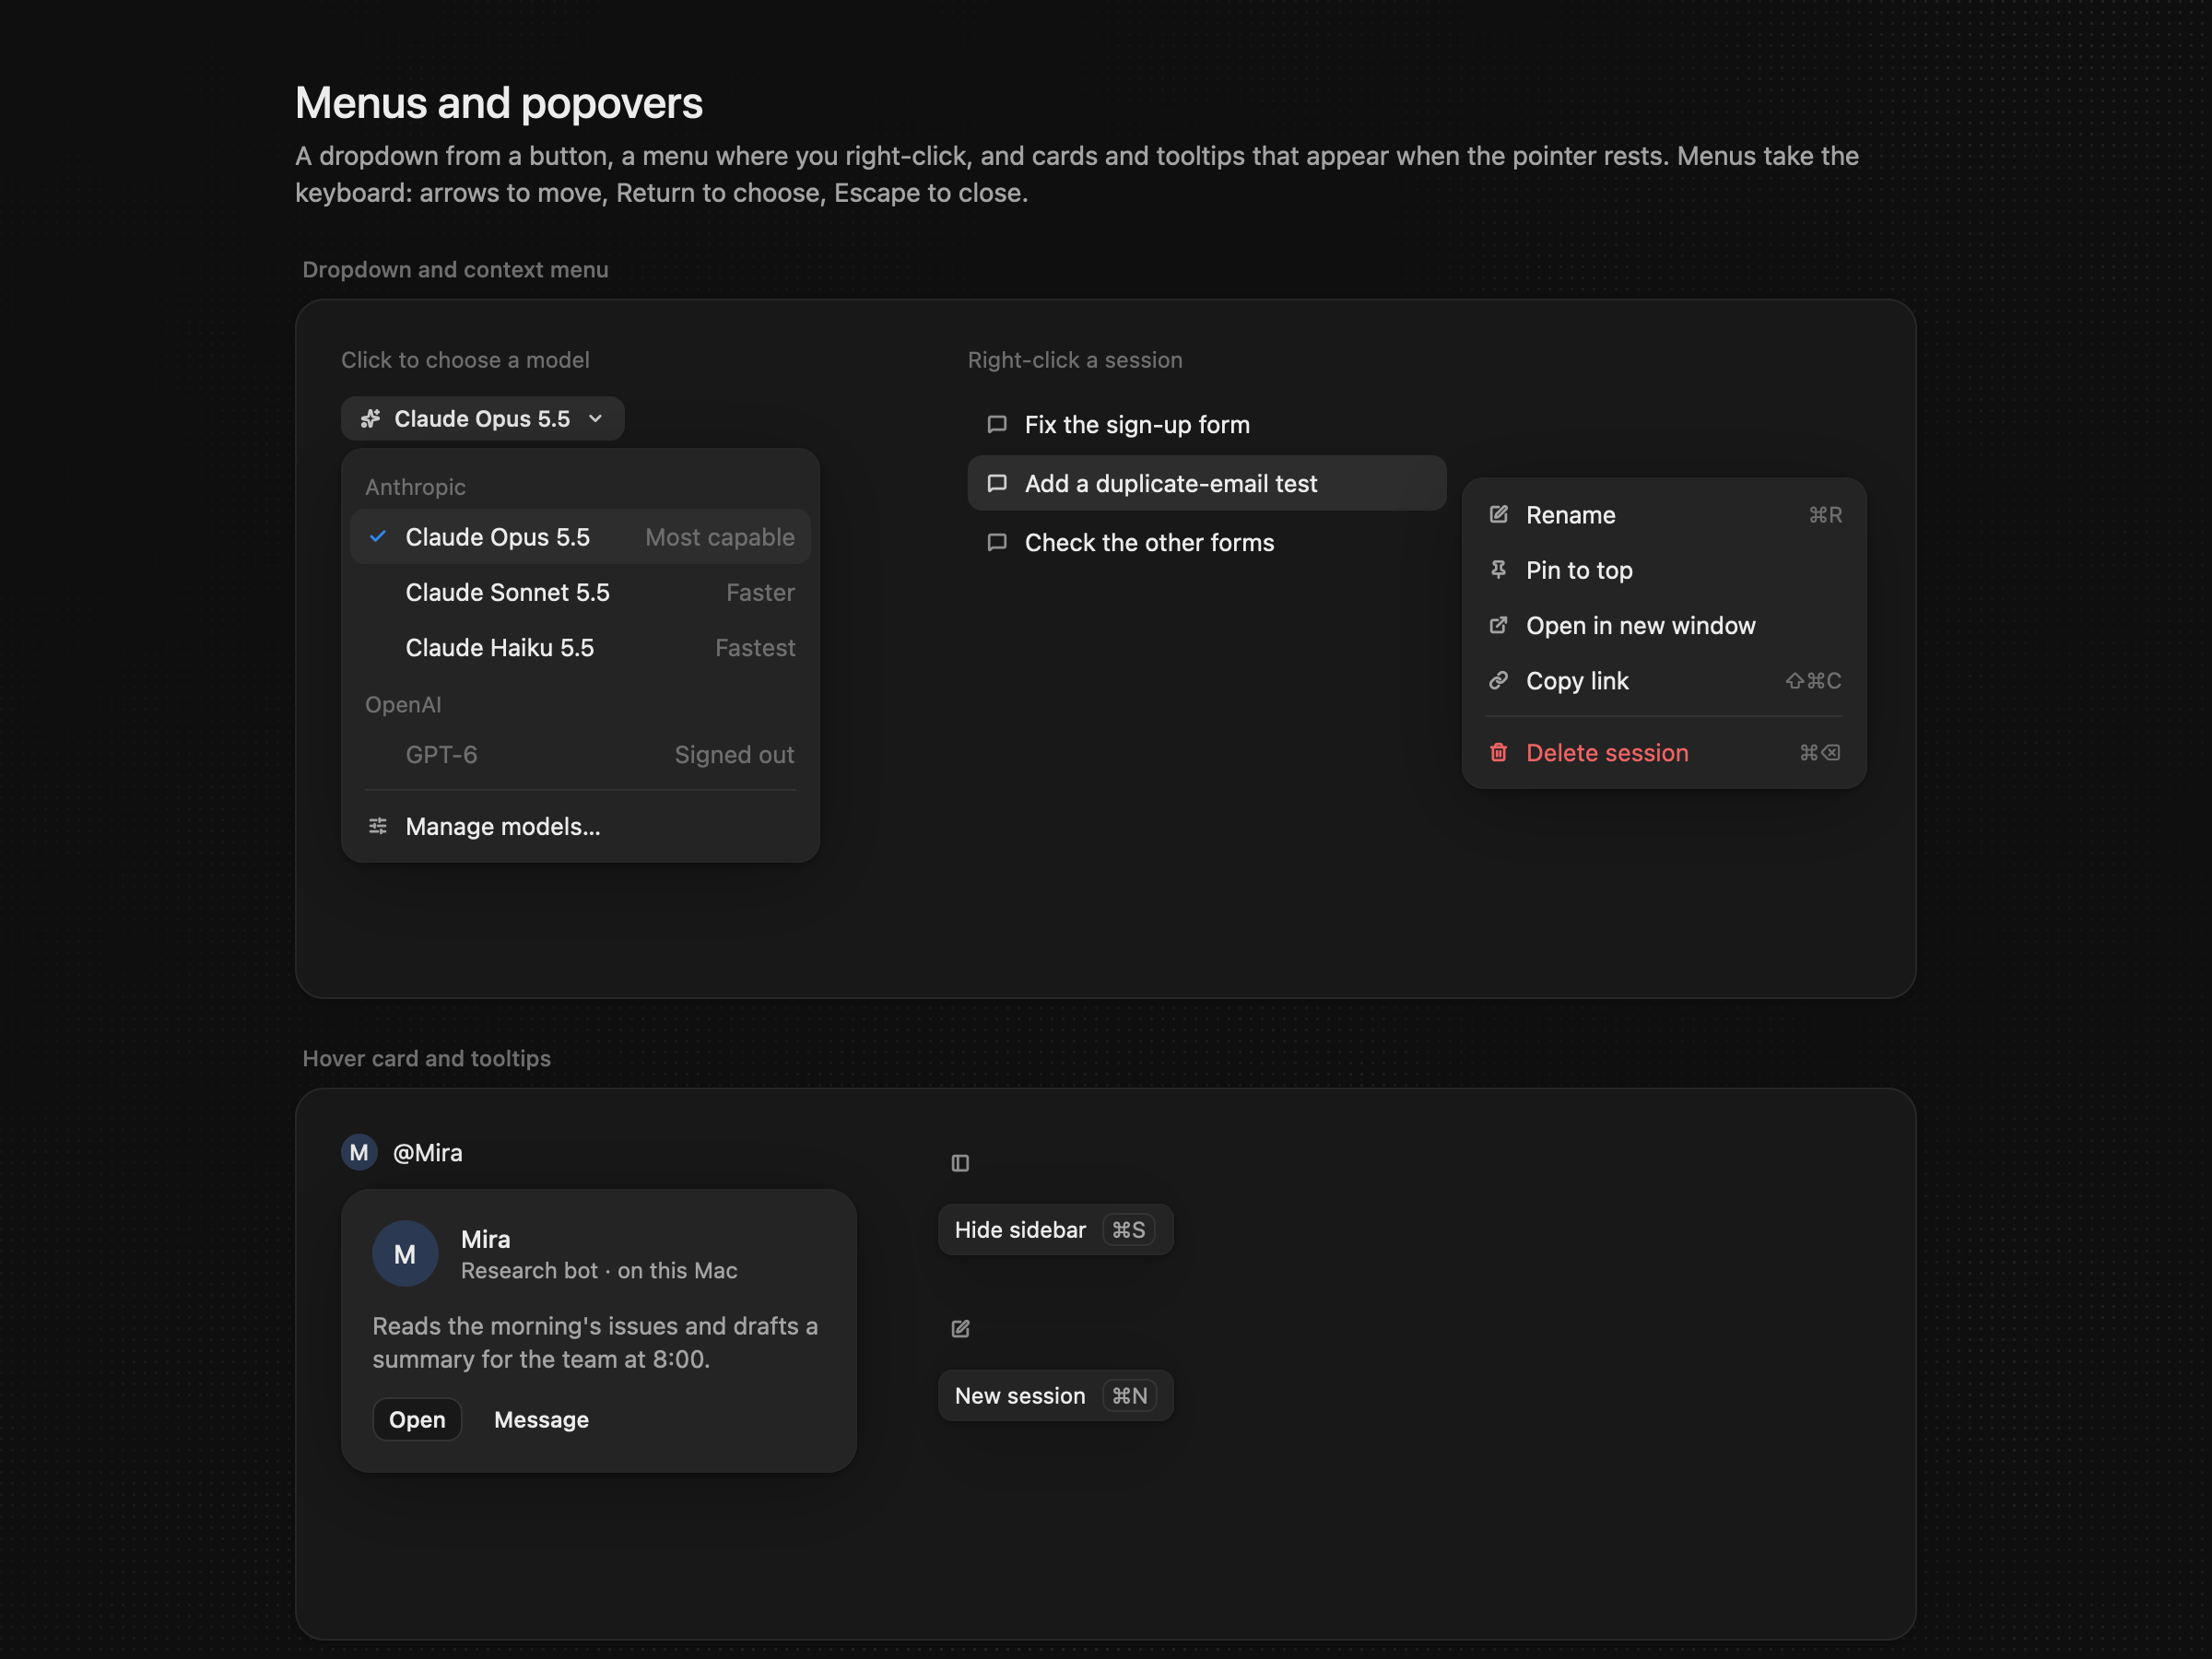 Menus and popovers
A dropdown from a button, a menu where you right-click, and cards and tooltips that appear when the pointer rests. Menus take the
keyboard: arrows to move, Return to choose, Escape to close.
Dropdown and context menu
Click to choose a model
Claude Opus 5.5
Anthropic
Claude Opus 5.5 Most capable
Claude Sonnet 5.5 Faster
Claude Haiku 5.5 Fastest
OpenAI
GPT-6 Signed out
Manage models...
Right-click a session
Fix the sign-up form
Add a duplicate-email test
Check the other forms
Rename ⌘R
Pin to top
Open in new window
Copy link ⇧⌘C
Delete session ⌘⌫
Hover card and tooltips
M @Mira
M
Mira
Research bot · on this Mac
Reads the morning's issues and drafts a
summary for the team at 8:00.
Open Message
Hide sidebar ⌘S
New session ⌘N